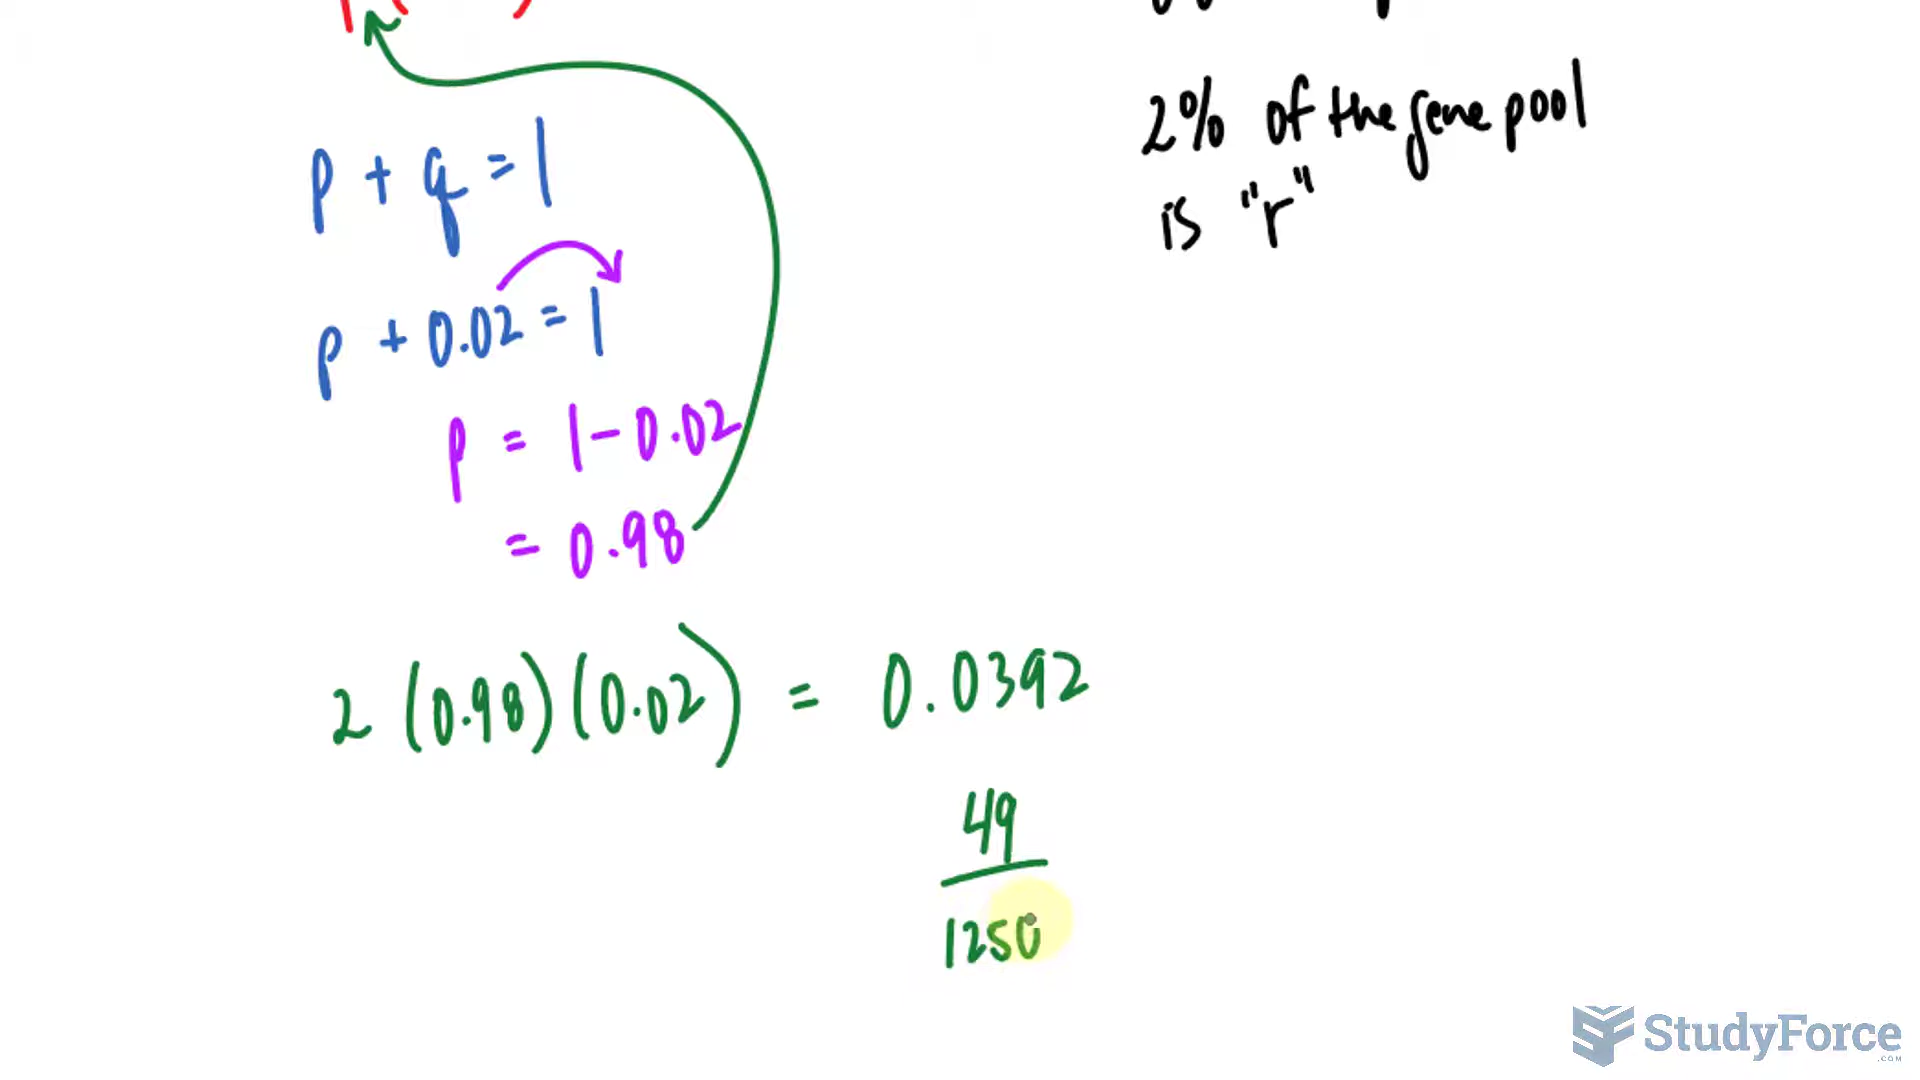 p + q = 1
p + 0.02 = 1
p = 1 - 0.02
= 0.98
2 (0.98) (0.02) = 0.0392
49
1250
2% of the gene pool
is "r"
StudyForce
.COM